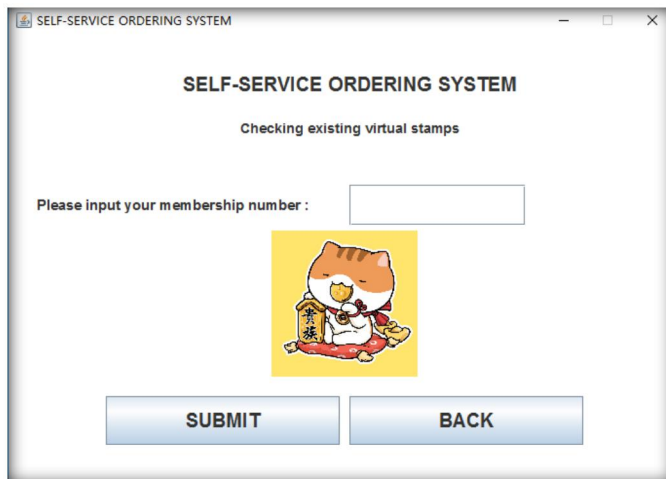 SELF-SERVICE ORDERING SYSTEM
SELF-SERVICE ORDERING SYSTEM
Checking existing virtual stamps
Please input your membership number :
貴族
SUBMIT
BACK